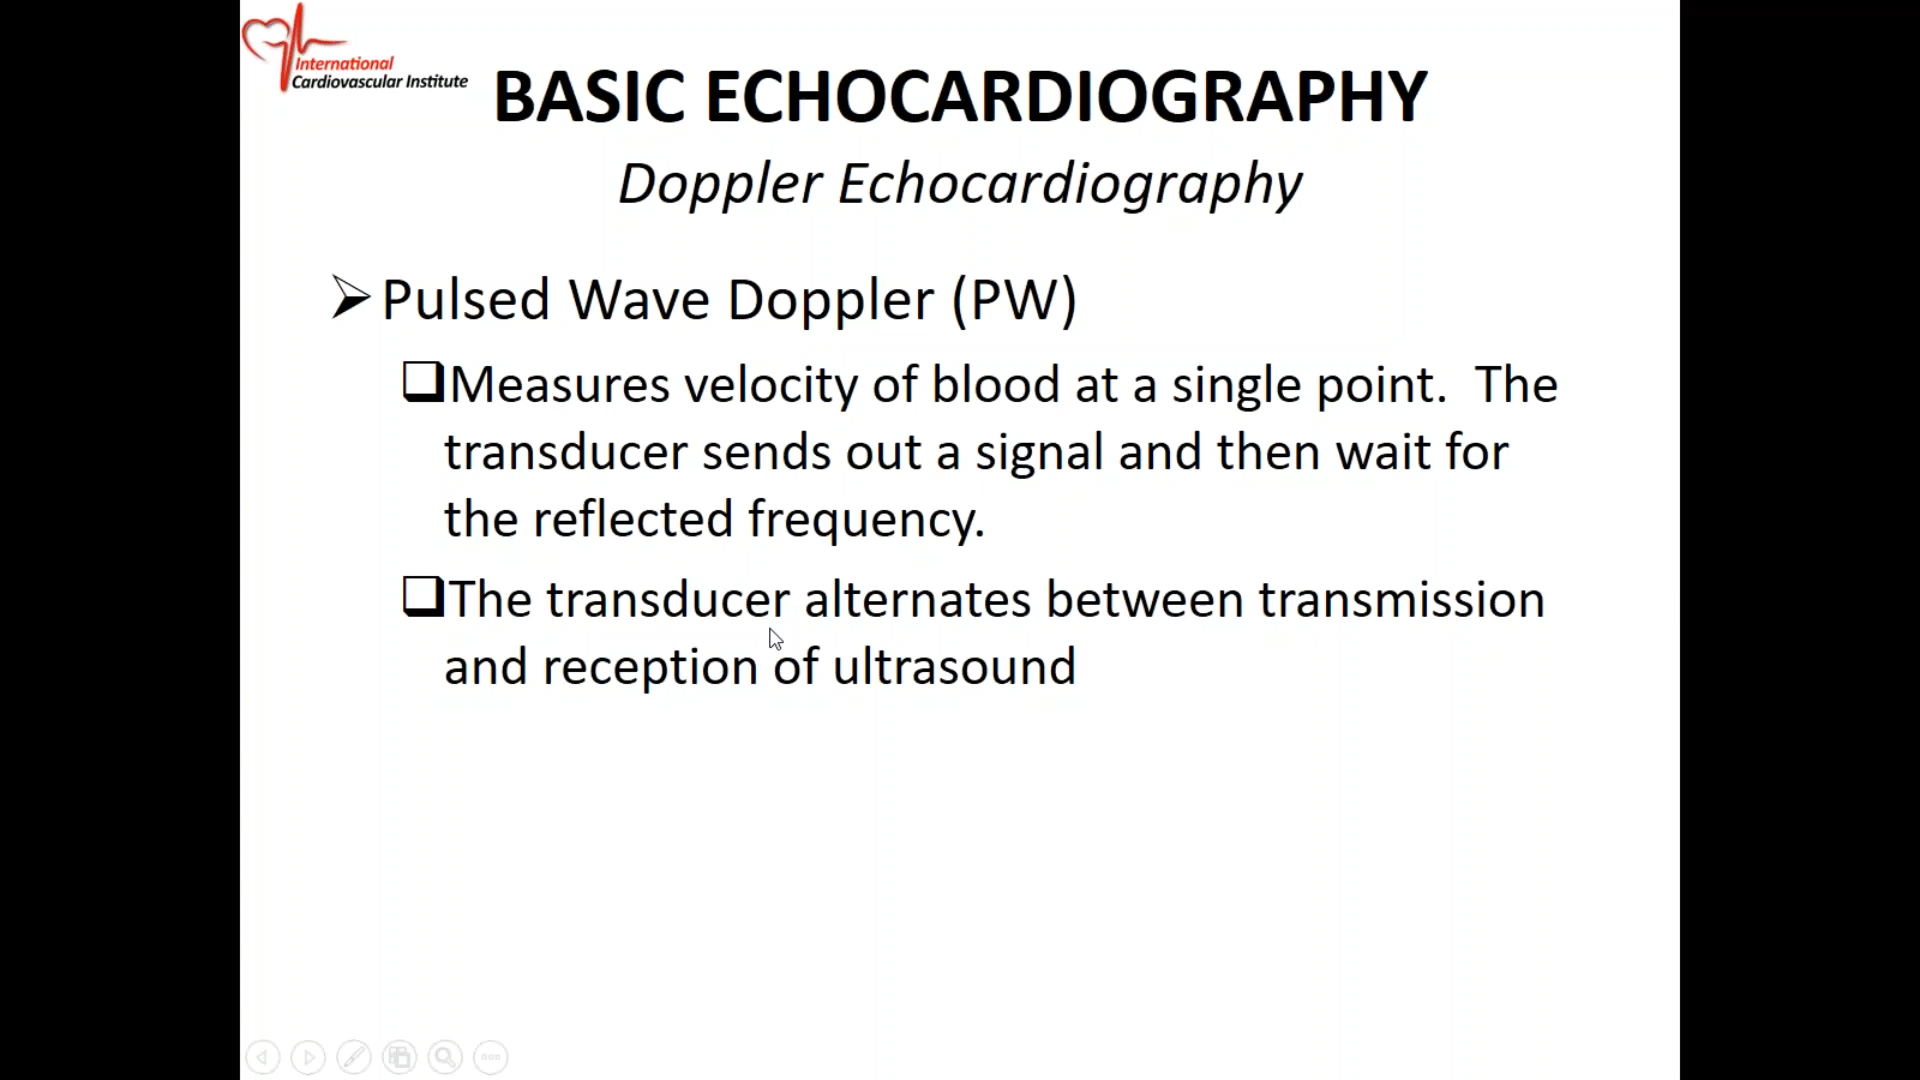 International
Cardiovascular Institute
BASIC ECHOCARDIOGRAPHY
Doppler Echocardiography
Pulsed Wave Doppler (PW)
Measures velocity of blood at a single point. The
transducer sends out a signal and then wait for
the reflected frequency.
The transducer alternates between transmission
and reception of ultrasound